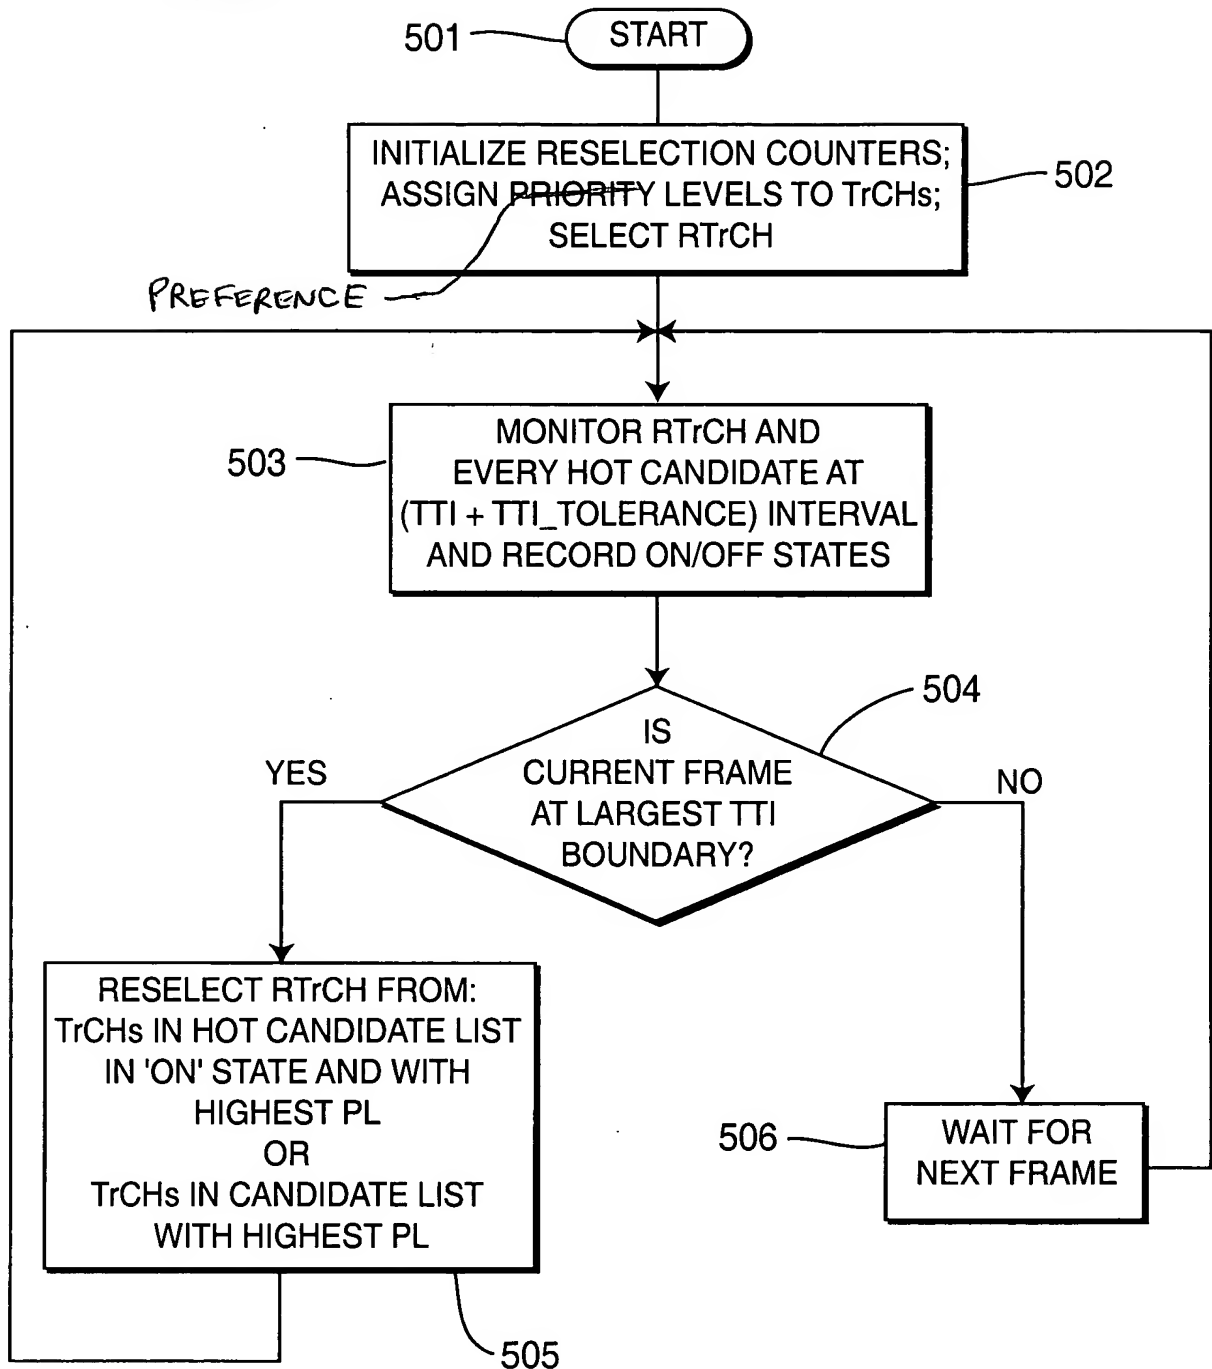 501
START
INITIALIZE RESELECTION COUNTERS;
ASSIGN PRIORITY LEVELS TO TrCHs;
SELECT RTrCH
502
PREFERENCE
503
MONITOR RTrCH AND
EVERY HOT CANDIDATE AT
(TTI + TTI_TOLERANCE) INTERVAL
AND RECORD ON/OFF STATES
504
IS
CURRENT FRAME
AT LARGEST TTI
BOUNDARY?
YES
NO
RESELECT RTrCH FROM:
TrCHs IN HOT CANDIDATE LIST
IN 'ON' STATE AND WITH
HIGHEST PL
OR
TrCHs IN CANDIDATE LIST
WITH HIGHEST PL
505
506
WAIT FOR
NEXT FRAME